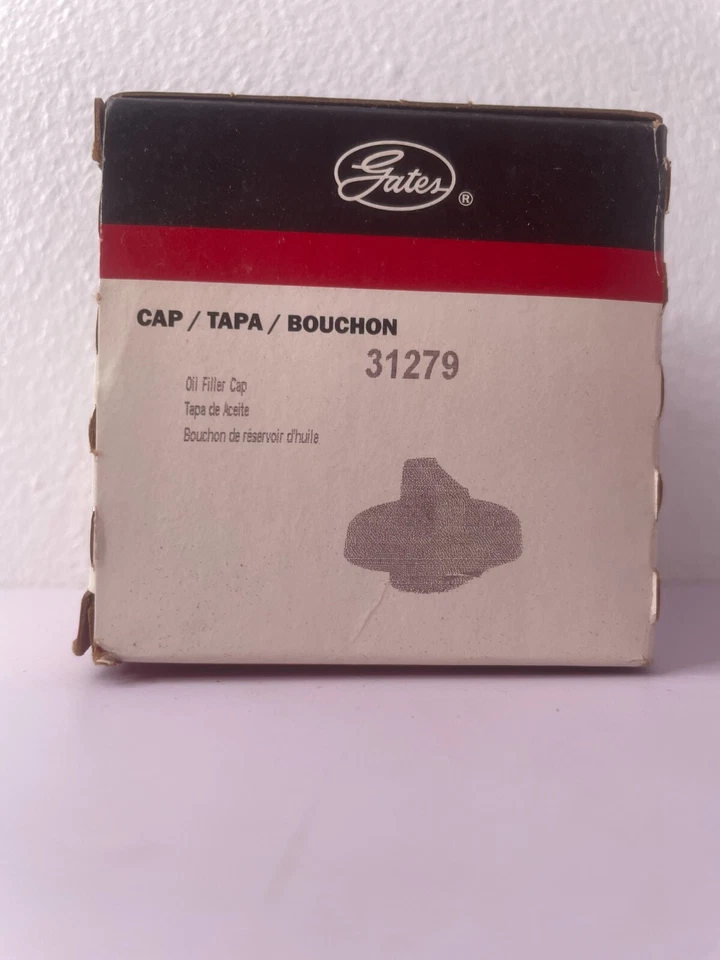 Gates®
CAP / TAPA / BOUCHON
31279
Oil Filler Cap
Tapa de Aceite
Bouchon de réservoir d'huile